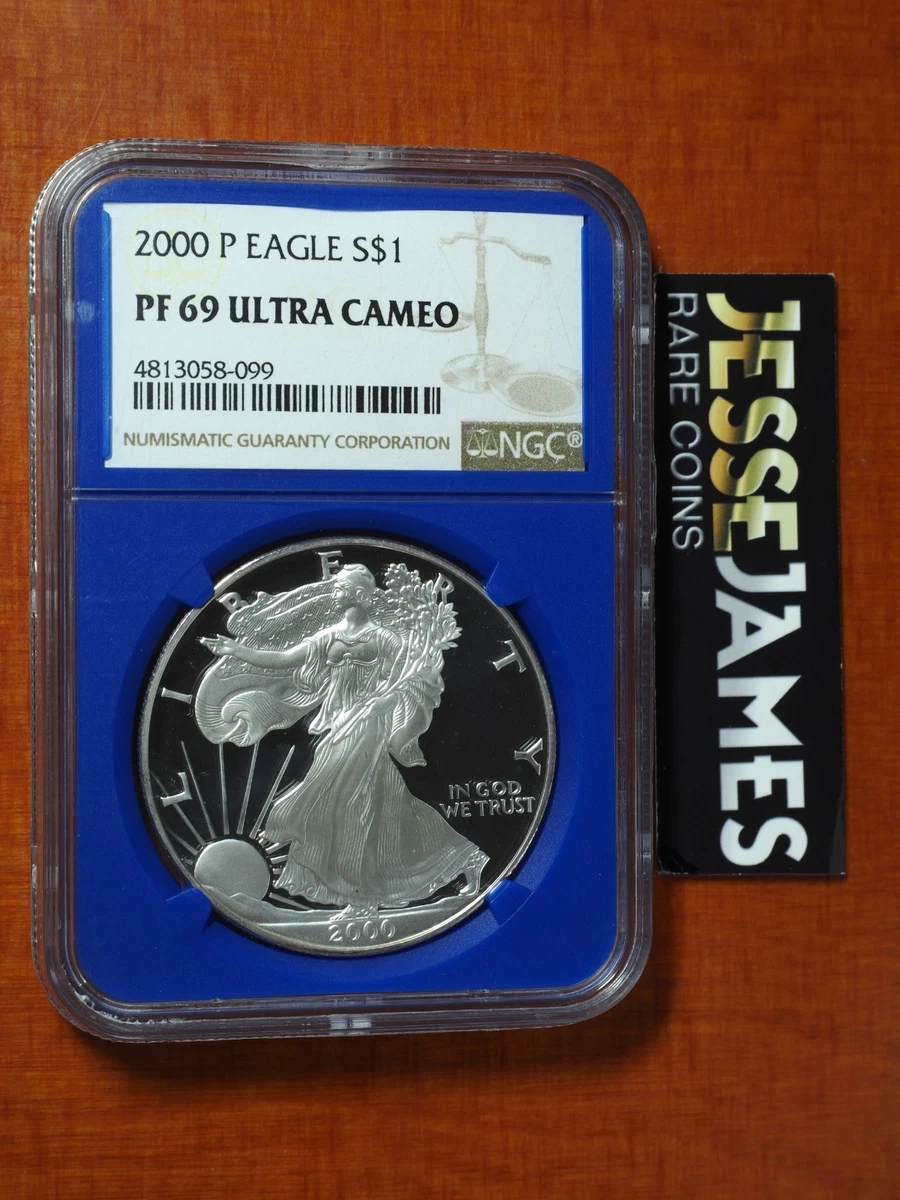 2000 P EAGLE S$1
PF 69 ULTRA CAMEO
4813058-099
NUMISMATIC GUARANTY CORPORATION
NGC®
LIBERTY
IN GOD
WE TRUST
2000
JESSE JAMES
RARE COINS